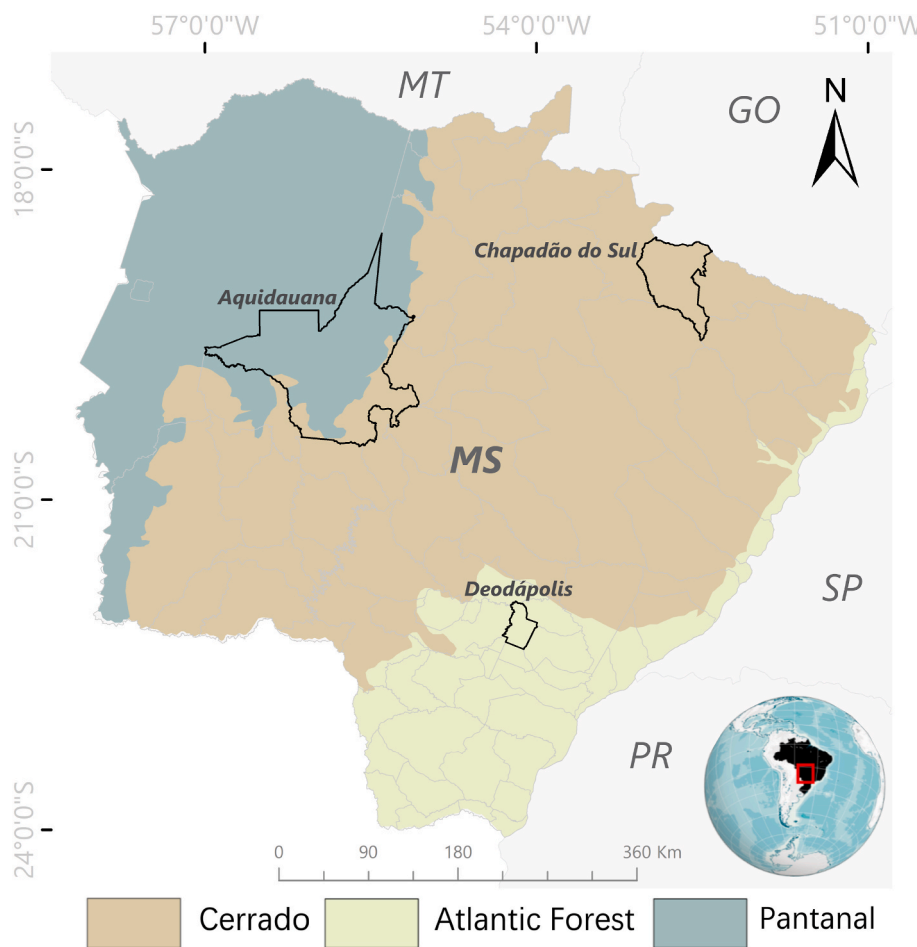 57°0'0"W 54°0'0"W 51°0'0"W
MT
GO
N
18°0'0"S
Chapadão do Sul
Aquidauana
MS
21°0'0"S
Deodápolis
SP
PR
24°0'0"S
0 90 180 360 Km
Cerrado Atlantic Forest Pantanal